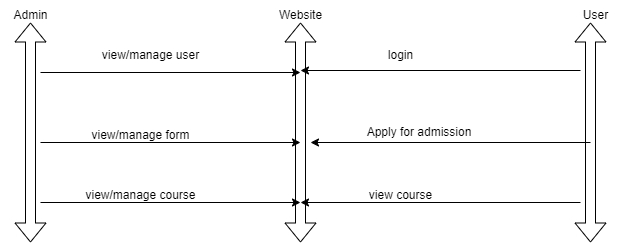 Admin
Website
User
view/manage user
login
view/manage form
Apply for admission
view/manage course
view course